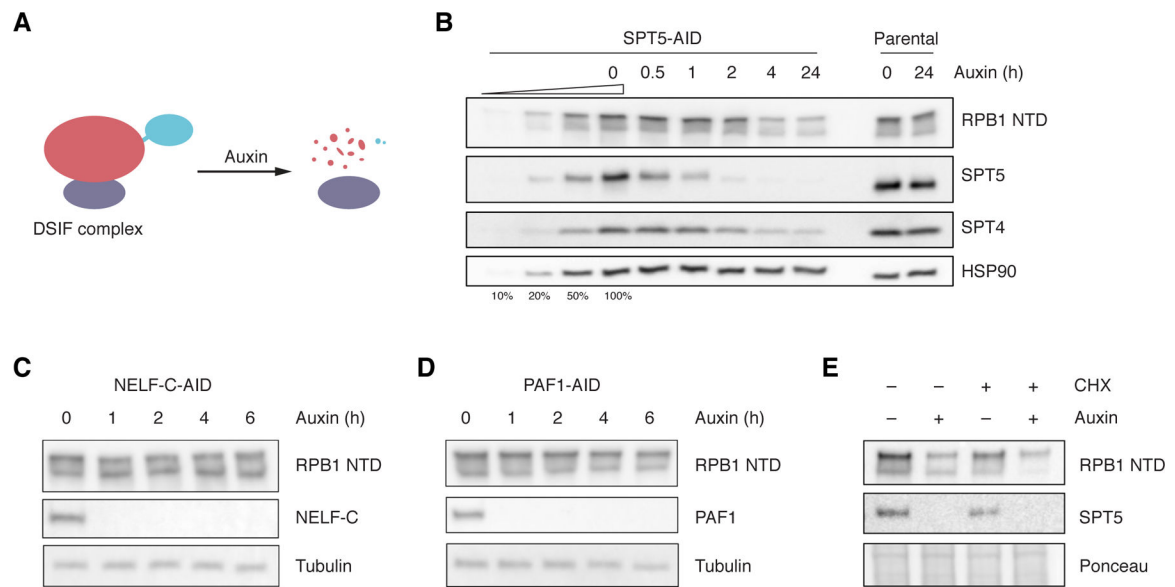 A
Auxin
DSIF complex
B
SPT5-AID Parental
0 0.5 1 2 4 24 0 24 Auxin (h)
RPB1 NTD
SPT5
SPT4
HSP90
10% 20% 50% 100%
C
NELF-C-AID
0 1 2 4 6 Auxin (h)
RPB1 NTD
NELF-C
Tubulin
D
PAF1-AID
0 1 2 4 6 Auxin (h)
RPB1 NTD
PAF1
Tubulin
E
– – + + CHX
– + – + Auxin
RPB1 NTD
SPT5
Ponceau